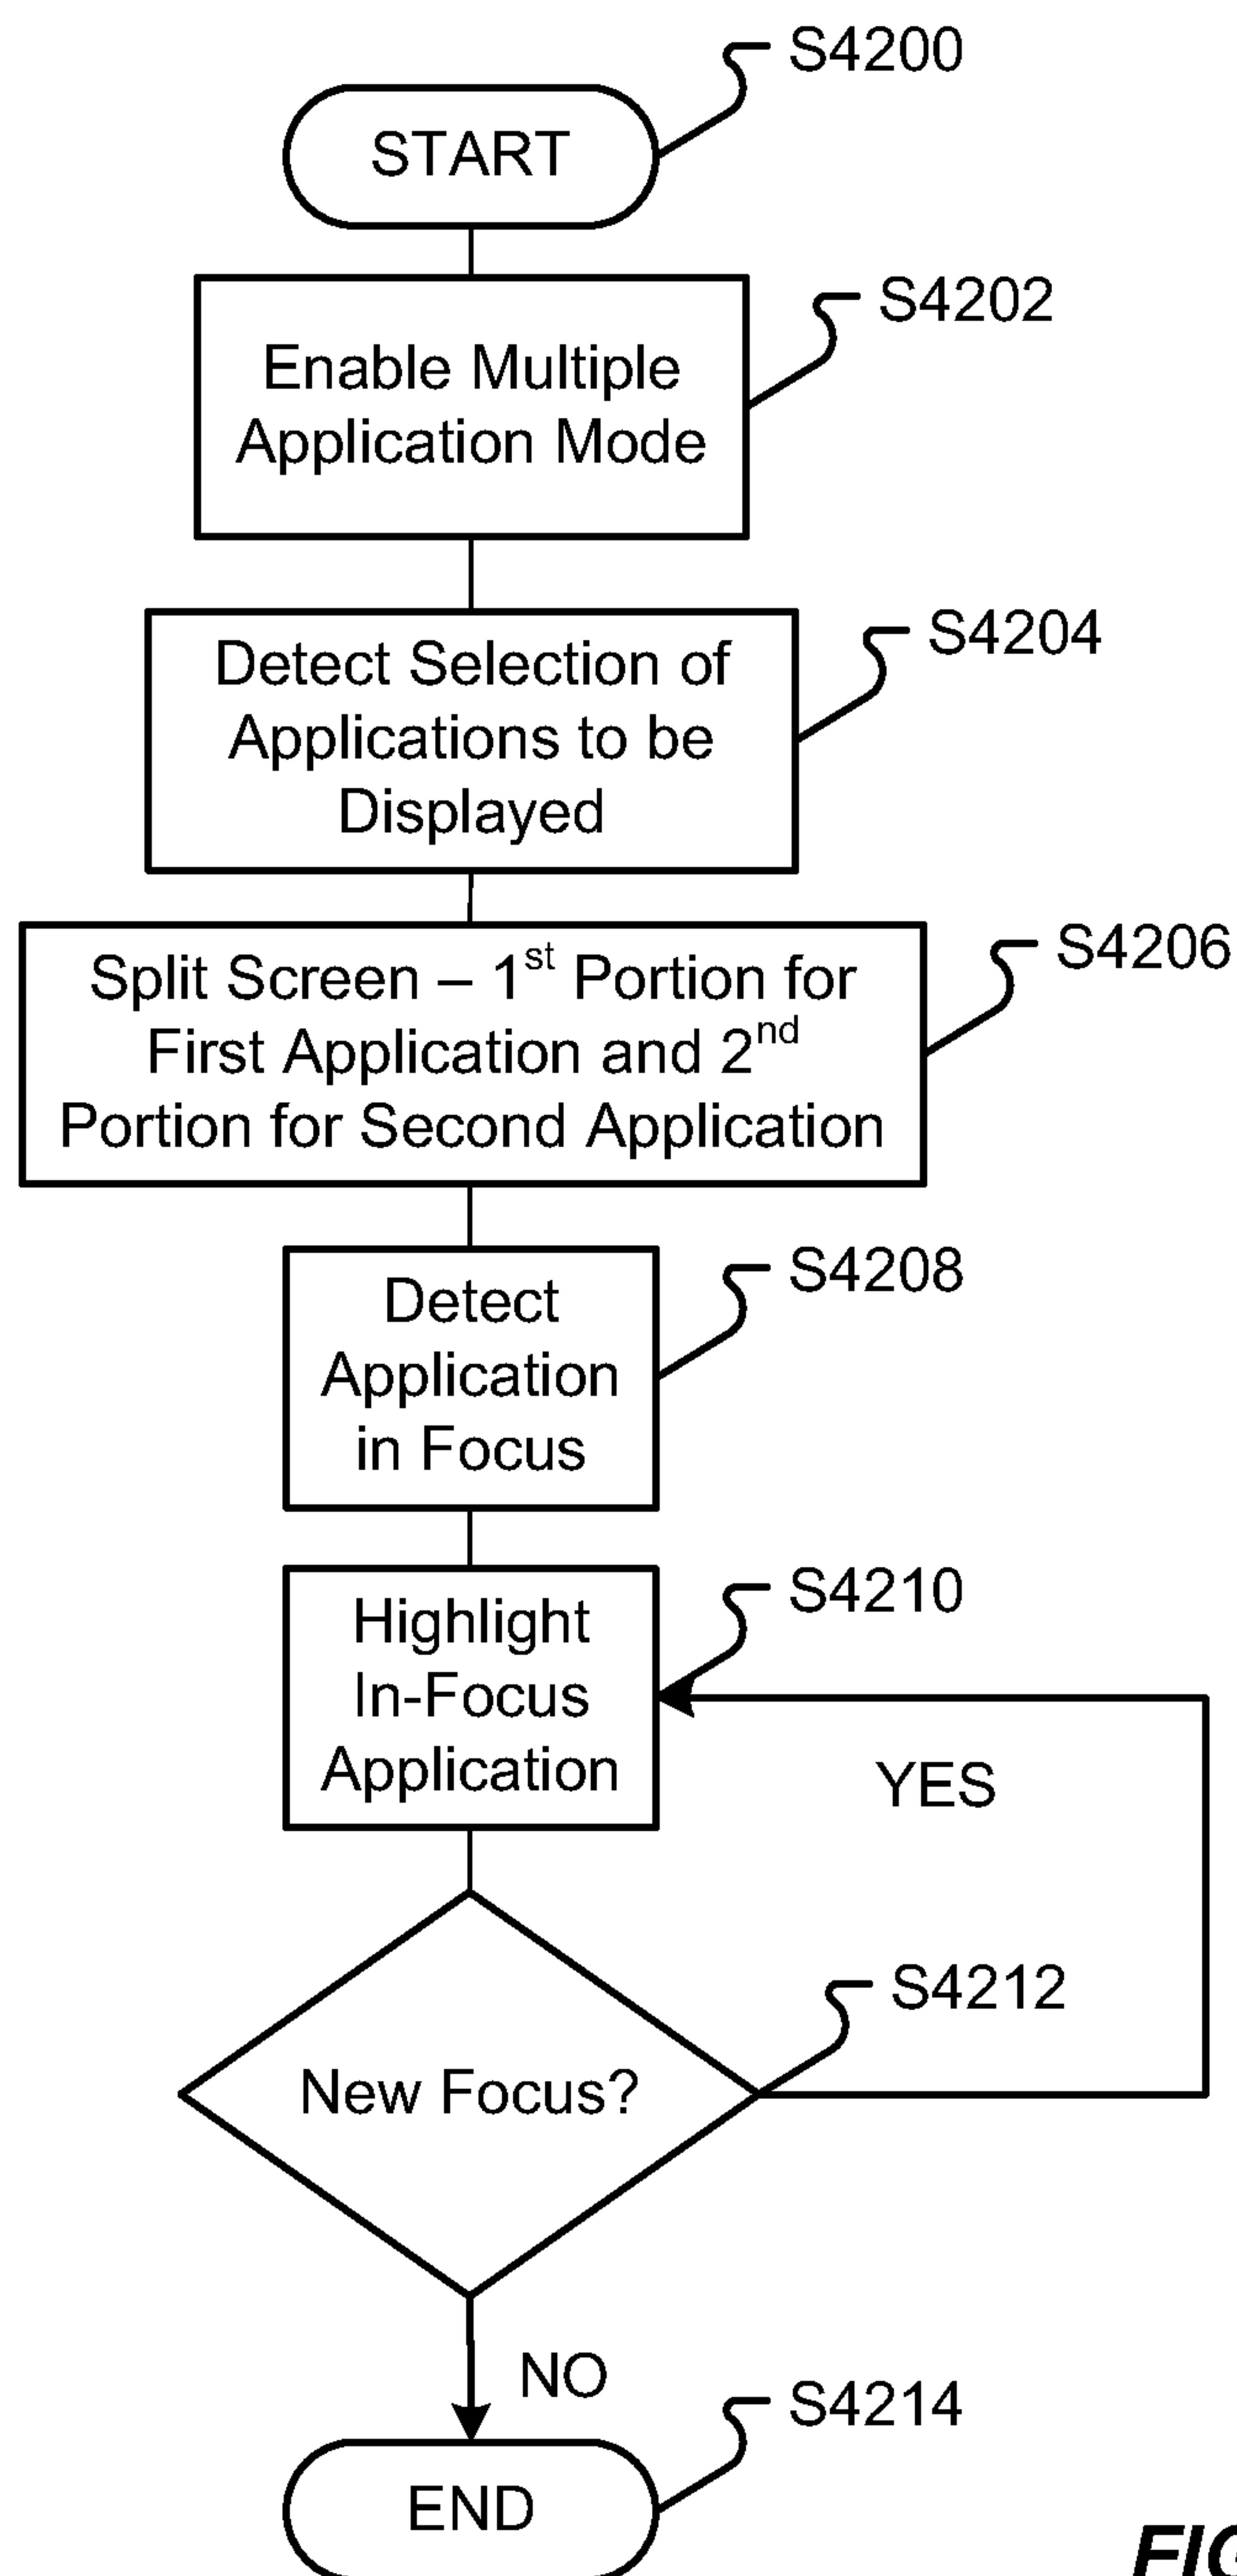 S4200
START
S4202
Enable Multiple
Application Mode
S4204
Detect Selection of
Applications to be
Displayed
S4206
Split Screen – 1st Portion for
First Application and 2nd
Portion for Second Application
S4208
Detect
Application
in Focus
S4210
Highlight
In-Focus
Application
YES
S4212
New Focus?
NO
S4214
END